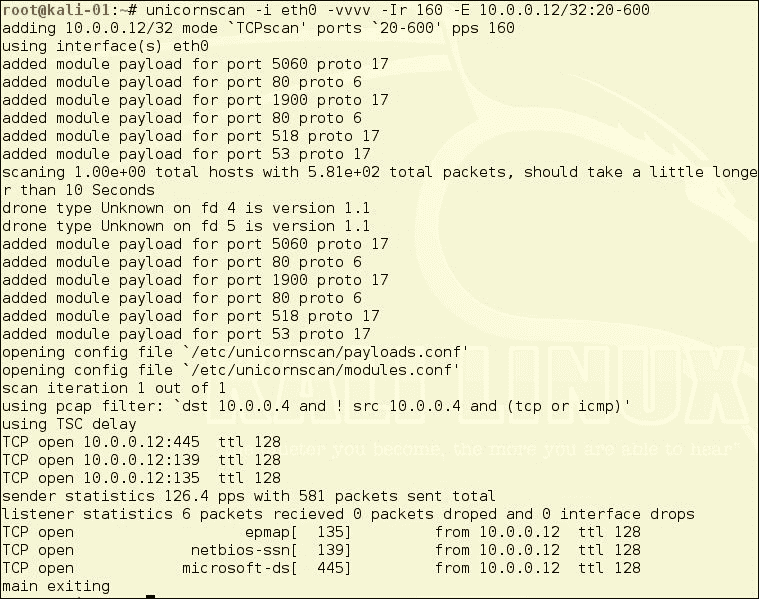 root@kali-01:~# unicornscan -i eth0 -vvvv -Ir 160 -E 10.0.0.12/32:20-600
adding 10.0.0.12/32 mode `TCPscan' ports `20-600' pps 160
using interface(s) eth0
added module payload for port 5060 proto 17
added module payload for port 80 proto 6
added module payload for port 1900 proto 17
added module payload for port 80 proto 6
added module payload for port 518 proto 17
added module payload for port 53 proto 17
scaning 1.00e+00 total hosts with 5.81e+02 total packets, should take a little longe
r than 10 Seconds
drone type Unknown on fd 4 is version 1.1
drone type Unknown on fd 5 is version 1.1
added module payload for port 5060 proto 17
added module payload for port 80 proto 6
added module payload for port 1900 proto 17
added module payload for port 80 proto 6
added module payload for port 518 proto 17
added module payload for port 53 proto 17
opening config file `/etc/unicornscan/payloads.conf'
opening config file `/etc/unicornscan/modules.conf'
scan iteration 1 out of 1
using pcap filter: `dst 10.0.0.4 and ! src 10.0.0.4 and (tcp or icmp)'
using TSC delay
TCP open 10.0.0.12:445  ttl 128
TCP open 10.0.0.12:139  ttl 128
TCP open 10.0.0.12:135  ttl 128
sender statistics 126.4 pps with 581 packets sent total
listener statistics 6 packets recieved 0 packets droped and 0 interface drops
TCP open                   epmap[  135]         from 10.0.0.12  ttl 128
TCP open             netbios-ssn[  139]         from 10.0.0.12  ttl 128
TCP open            microsoft-ds[  445]         from 10.0.0.12  ttl 128
main exiting
KALI LINUX
you become, the more you are able to hear"